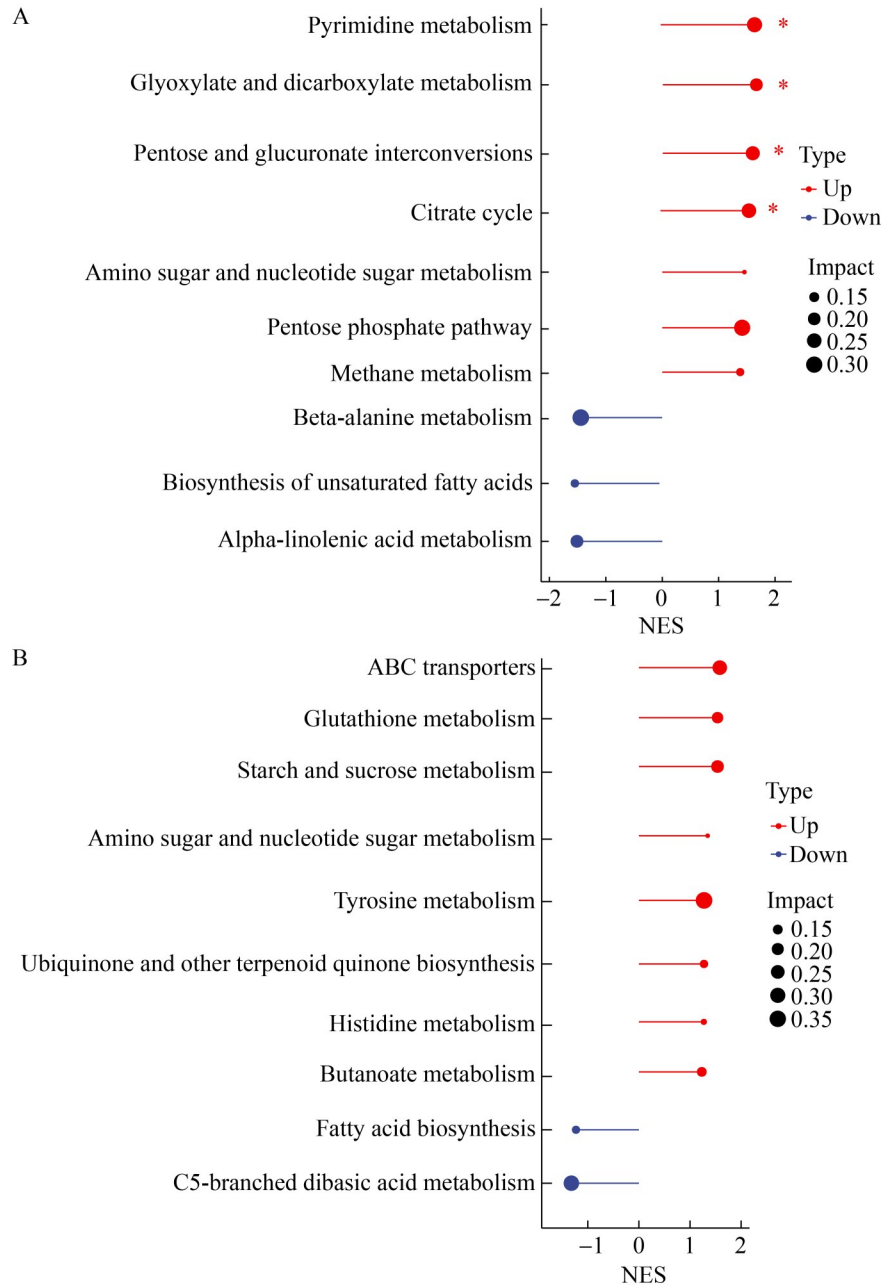 A
Pyrimidine metabolism
*
Glyoxylate and dicarboxylate metabolism
*
Pentose and glucuronate interconversions
*
Citrate cycle
*
Amino sugar and nucleotide sugar metabolism
Pentose phosphate pathway
Methane metabolism
Beta-alanine metabolism
Biosynthesis of unsaturated fatty acids
Alpha-linolenic acid metabolism
Type
Up
Down
Impact
0.15
0.20
0.25
0.30
−2 −1 0 1 2
NES
B
ABC transporters
Glutathione metabolism
Starch and sucrose metabolism
Amino sugar and nucleotide sugar metabolism
Tyrosine metabolism
Ubiquinone and other terpenoid quinone biosynthesis
Histidine metabolism
Butanoate metabolism
Fatty acid biosynthesis
C5-branched dibasic acid metabolism
Type
Up
Down
Impact
0.15
0.20
0.25
0.30
0.35
−1 0 1 2
NES